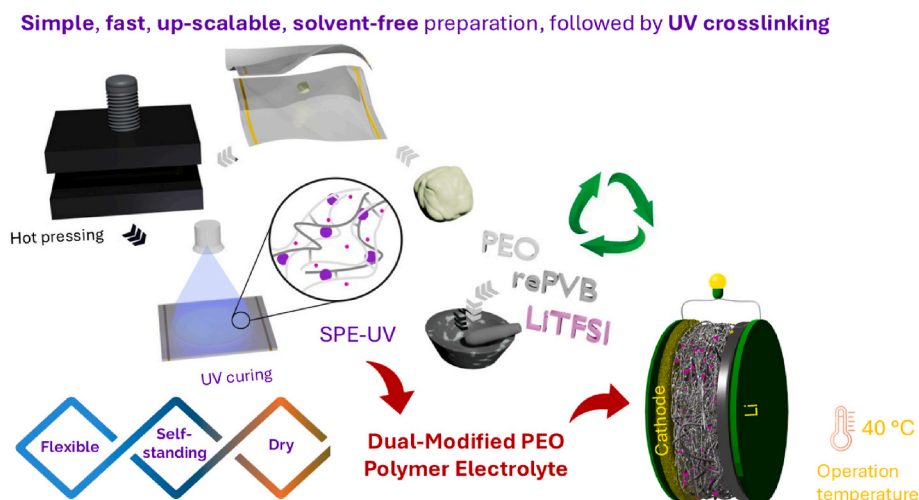 Simple, fast, up-scalable, solvent-free preparation, followed by UV crosslinking
Hot pressing
PEO
rePVB
LiTFSI
SPE-UV
UV curing
Flexible
Self-
standing
Dry
Dual-Modified PEO
Polymer Electrolyte
Cathode
Li
40 °C
Operation
temperature